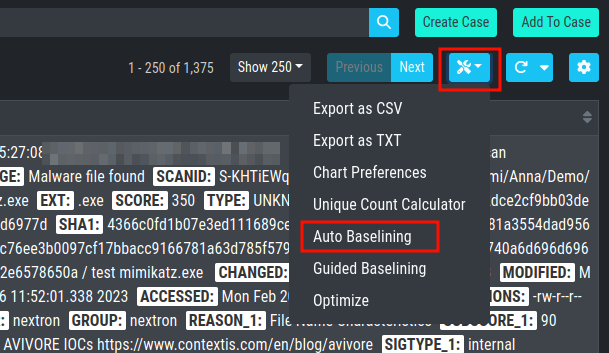 Create Case Add To Case
1 - 250 of 1,375 Show 250 Previous Next
Export as CSV
Export as TXT
Chart Preferences
Unique Count Calculator
Auto Baselining
Guided Baselining
Optimize
5:27:08 an
GE: Malware file found SCANID: S-KHTiEWq mi/Anna/Demo/
tz.exe EXT: .exe SCORE: 350 TYPE: UNKN dce2cf9bb03de
d6977d SHA1: 4366c0fd1b07e3ed111689ce 81a3554dad956
c76ee3b0097cf17bbacc9166781a63d785f579 740a6d696d696
2e6578650a / test mimikatz.exe CHANGED: MODIFIED: M
6 11:52:01.338 2023 ACCESSED: Mon Feb 20 IONS: -rw-r--r--
: nextron GROUP: nextron REASON_1: File Name Characteristics SUBSCORE_1: 90
AVIVORE IOCs https://www.contextis.com/en/blog/avivore SIGTYPE_1: internal